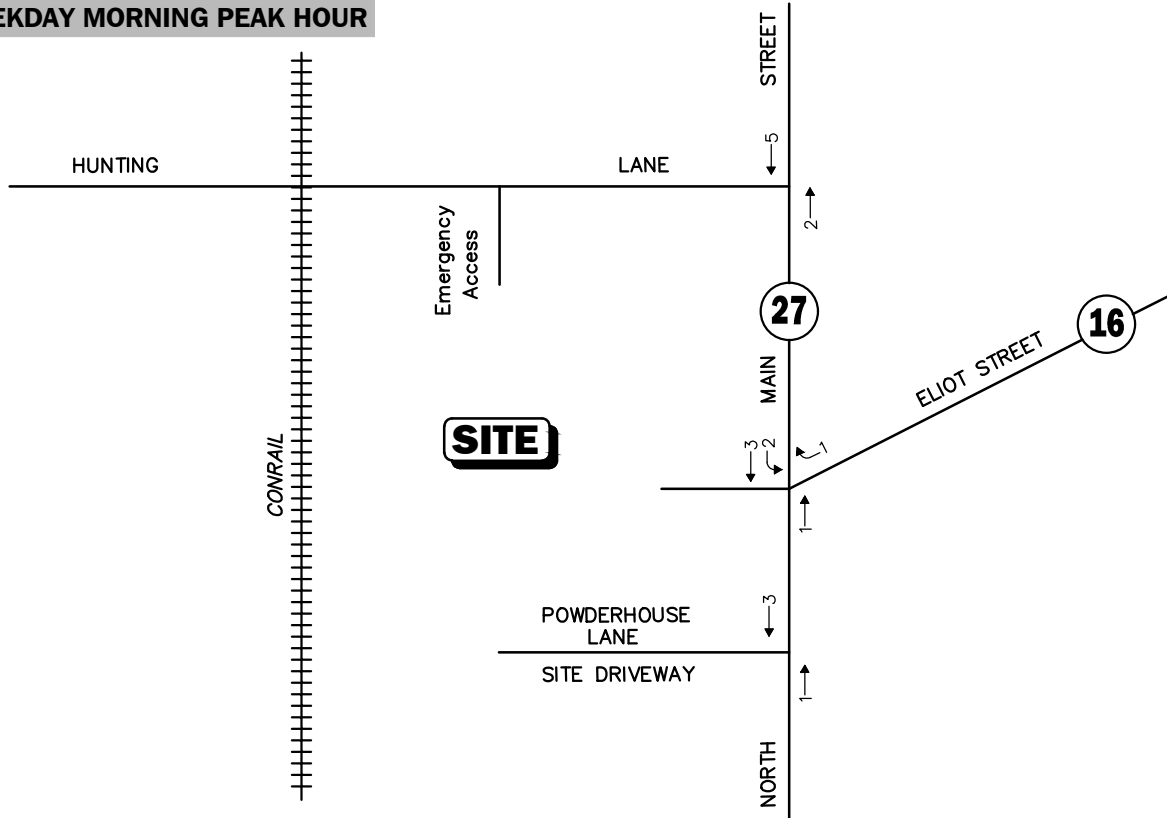 EKDAY MORNING PEAK HOUR
STREET
5
HUNTING
LANE
2
Emergency
Access
27
16
ELIOT STREET
MAIN
SITE
CONRAIL
3
2
1
1
POWDERHOUSE
LANE
3
SITE DRIVEWAY
1
NORTH